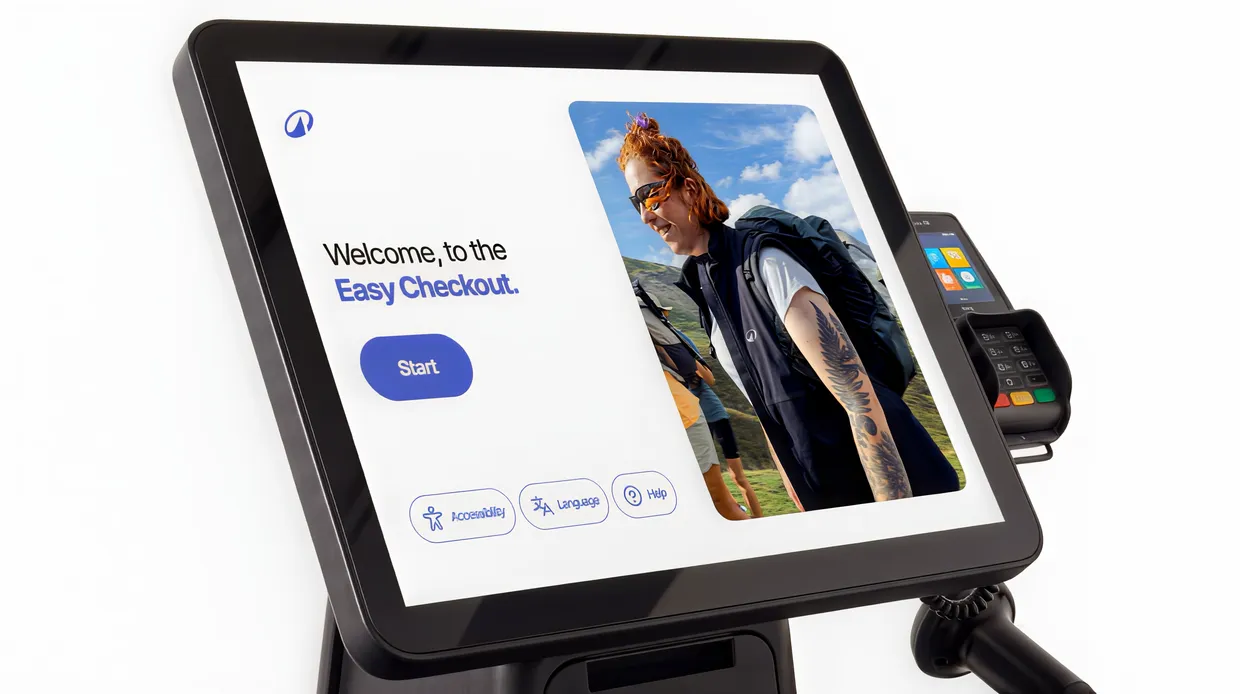 Welcome, to the
Easy Checkout.
Start
Accessibility
Language
Help